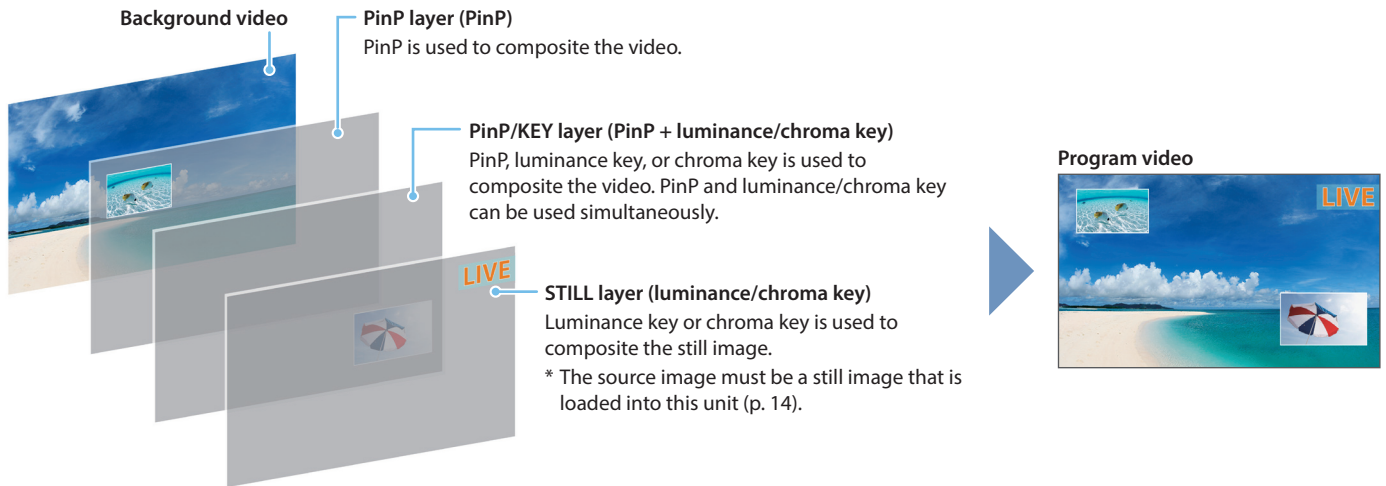 Background video
PinP layer (PinP)
PinP is used to composite the video.
PinP/KEY layer (PinP + luminance/chroma key)
PinP, luminance key, or chroma key is used to
composite the video. PinP and luminance/chroma key
can be used simultaneously.
LIVE
STILL layer (luminance/chroma key)
Luminance key or chroma key is used to
composite the still image.
* The source image must be a still image that is
loaded into this unit (p. 14).
Program video
LIVE